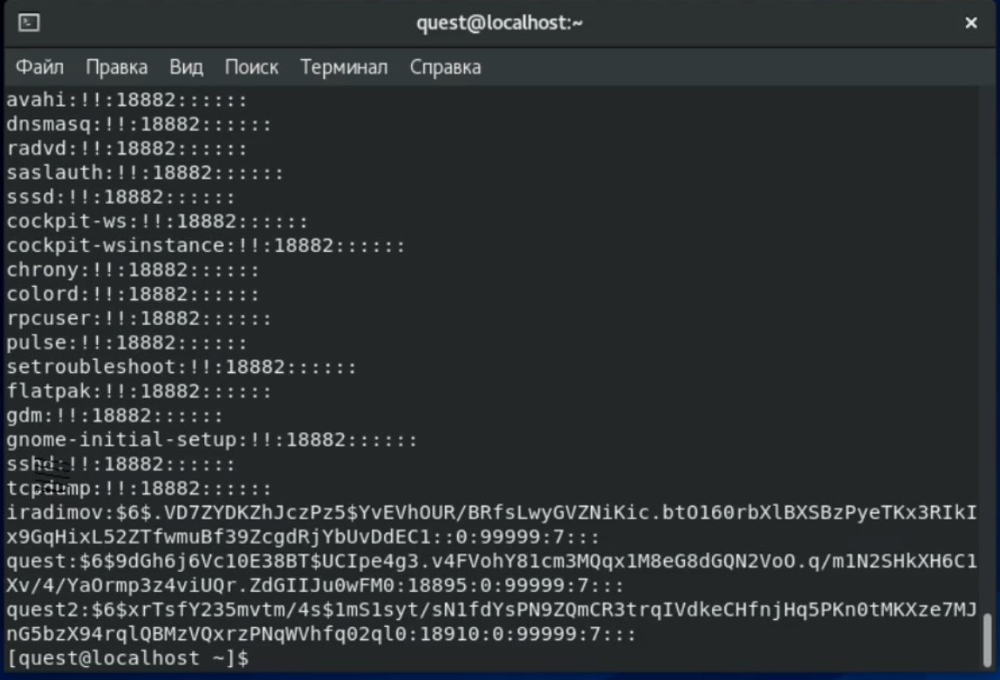 quest@localhost:~
Файл Правка Вид Поиск Терминал Справка
avahi:!!:18882::::::
dnsmasq:!!:18882::::::
radvd:!!:18882::::::
saslauth:!!:18882::::::
sssd:!!:18882::::::
cockpit-ws:!!:18882::::::
cockpit-wsinstance:!!:18882::::::
chrony:!!:18882::::::
colord:!!:18882::::::
rpcuser:!!:18882::::::
pulse:!!:18882::::::
setroubleshoot:!!:18882::::::
flatpak:!!:18882::::::
gdm:!!:18882::::::
gnome-initial-setup:!!:18882::::::
sshd:!!:18882::::::
tcpdump:!!:18882::::::
iradimov:$6$.VD7ZYDKZhJczPz5$YvEVhOUR/BRfsLwyGVZNiKic.btO160rbXlBXSBzPyeTKx3RIkI
x9GqHixL52ZTfwmuBf39ZcgdRjYbUvDdEC1::0:99999:7:::
quest:$6$9dGh6j6Vc10E38BT$UCIpe4g3.v4FVohY81cm3MQqx1M8eG8dGQN2VoO.q/m1N2SHkXH6C1
Xv/4/YaOrmp3z4viUQr.ZdGIIJu0wFM0:18895:0:99999:7:::
quest2:$6$xrTsfY235mvtm/4s$1mS1syt/sN1fdYsPN9ZQmCR3trqIVdkeCHfnjHq5PKn0tMKXze7MJ
nG5bzX94rqlQBMzVQxrzPNqWVhfq02ql0:18910:0:99999:7:::
[quest@localhost ~]$